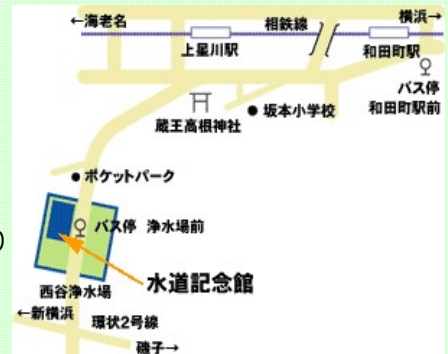 ←海老名
横浜→
相鉄線
上星川駅
和田町駅
バス停
和田町駅前
蔵王高根神社
坂本小学校
ポケットパーク
バス停 浄水場前
)
水道記念館
西谷浄水場
←新横浜
環状2号線
磯子→